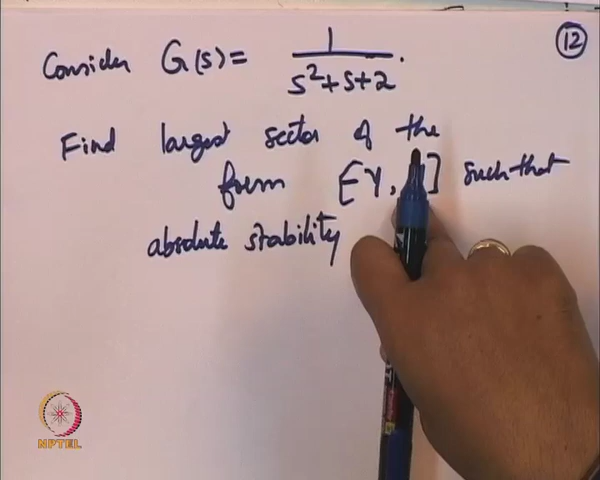 12
Consider G(s) = 1 / s²+s+2 .
Find largest sector of the
form [-γ, ] such that
absolute stability
NPTEL